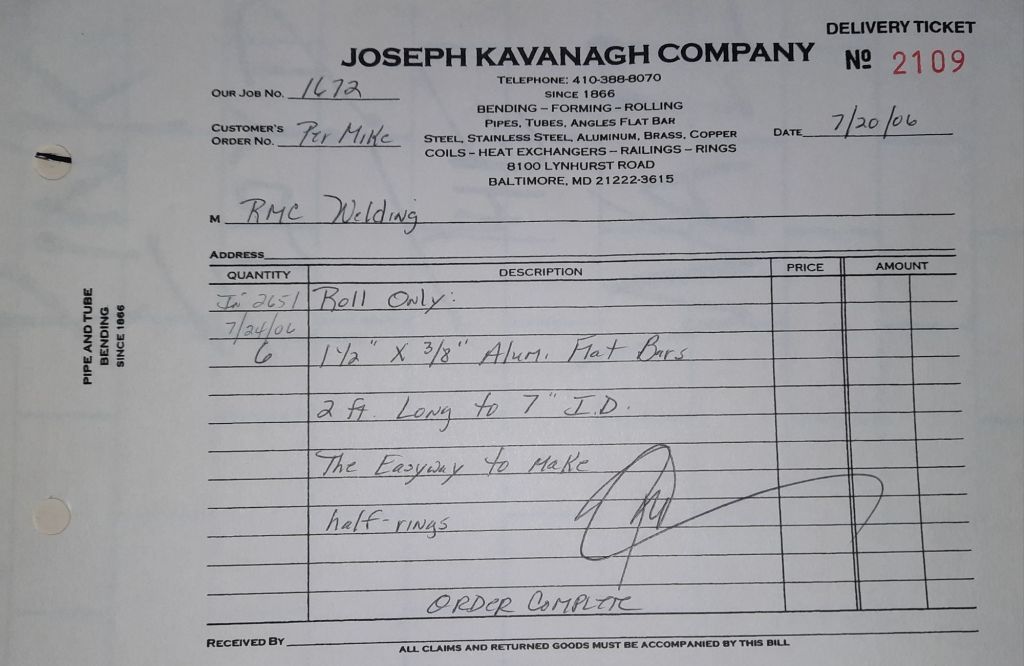 DELIVERY TICKET
JOSEPH KAVANAGH COMPANY
Nº 2109
TELEPHONE: 410-388-8070
SINCE 1866
BENDING – FORMING – ROLLING
PIPES, TUBES, ANGLES FLAT BAR
STEEL, STAINLESS STEEL, ALUMINUM, BRASS, COPPER
COILS – HEAT EXCHANGERS – RAILINGS – RINGS
8100 LYNHURST ROAD
BALTIMORE, MD 21222-3615
OUR JOB NO. 1672
CUSTOMER'S ORDER NO. Per Mike
DATE 7/20/06
M RMC Welding
ADDRESS
QUANTITY DESCRIPTION PRICE AMOUNT
In 2651 Roll Only:
7/24/06
6 1 1/2" X 3/8" Alum. Flat Bars
2 ft. Long to 7" I.D.
The Easyway to Make
half-rings
ORDER COMPLETE
RECEIVED BY
ALL CLAIMS AND RETURNED GOODS MUST BE ACCOMPANIED BY THIS BILL
PIPE AND TUBE
BENDING
SINCE 1866